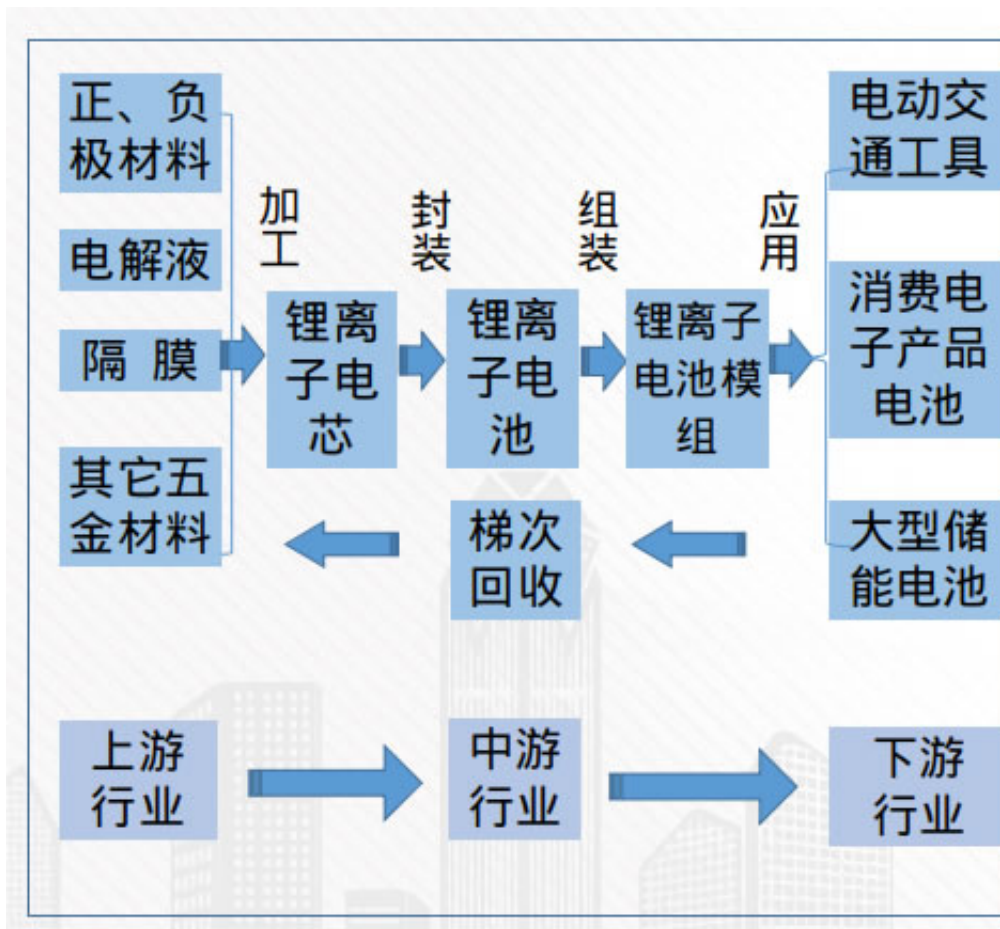 正、负
极材料
电解液
隔 膜
其它五
金材料
加
工
锂离
子电
芯
封
装
锂离
子电
池
组
装
锂离子
电池模
组
应
用
电动交
通工具
消费电
子产品
电池
大型储
能电池
梯次
回收
上游
行业
中游
行业
下游
行业